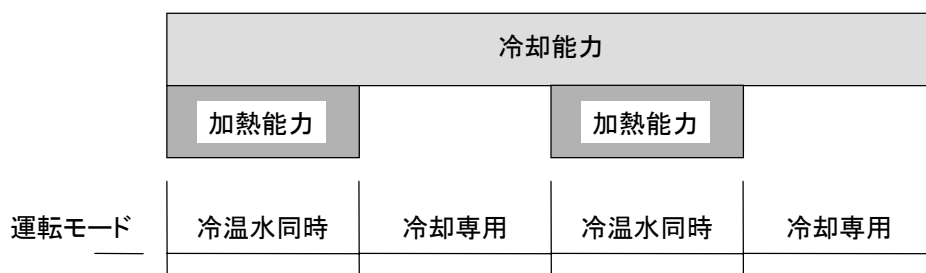 冷却能力
加熱能力 加熱能力
運転モード 冷温水同時 冷却専用 冷温水同時 冷却専用